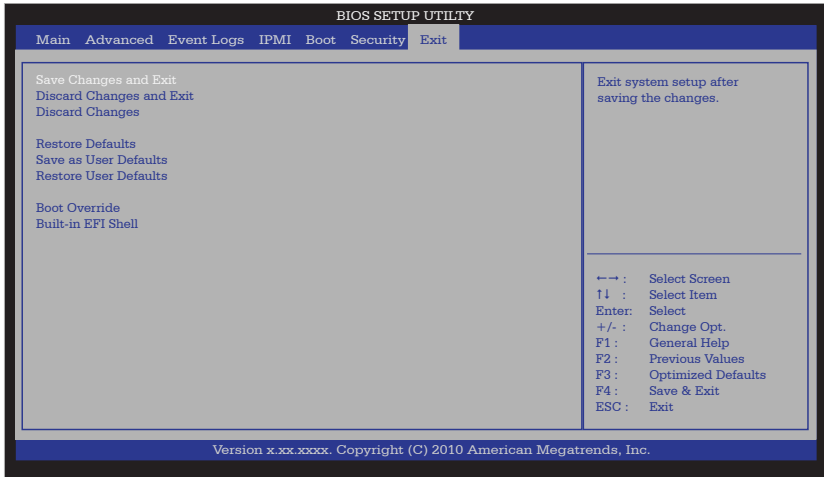 BIOS SETUP UTILTY
Main Advanced Event Logs IPMI Boot Security Exit
Save Changes and Exit
Discard Changes and Exit
Discard Changes
Restore Defaults
Save as User Defaults
Restore User Defaults
Boot Override
Built-in EFI Shell
Exit system setup after
saving the changes.
←→ : Select Screen
↑↓ : Select Item
Enter: Select
+/- : Change Opt.
F1 : General Help
F2 : Previous Values
F3 : Optimized Defaults
F4 : Save & Exit
ESC : Exit
Version x.xx.xxxx. Copyright (C) 2010 American Megatrends, Inc.